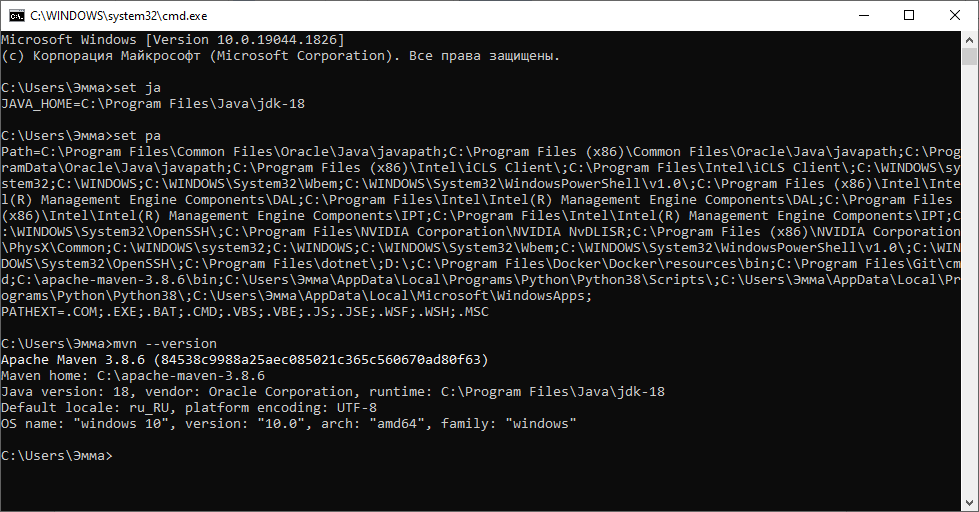 C:\WINDOWS\system32\cmd.exe
Microsoft Windows [Version 10.0.19044.1826]
(c) Корпорация Майкрософт (Microsoft Corporation). Все права защищены.
C:\Users\Эмма>set ja
JAVA_HOME=C:\Program Files\Java\jdk-18
C:\Users\Эмма>set pa
Path=C:\Program Files\Common Files\Oracle\Java\javapath;C:\Program Files (x86)\Common Files\Oracle\Java\javapath;C:\Prog
ramData\Oracle\Java\javapath;C:\Program Files (x86)\Intel\iCLS Client\;C:\Program Files\Intel\iCLS Client\;C:\WINDOWS\sy
stem32;C:\WINDOWS;C:\WINDOWS\System32\Wbem;C:\WINDOWS\System32\WindowsPowerShell\v1.0\;C:\Program Files (x86)\Intel\Inte
l(R) Management Engine Components\DAL;C:\Program Files\Intel\Intel(R) Management Engine Components\DAL;C:\Program Files
(x86)\Intel\Intel(R) Management Engine Components\IPT;C:\Program Files\Intel\Intel(R) Management Engine Components\IPT;C
:\WINDOWS\System32\OpenSSH\;C:\Program Files\NVIDIA Corporation\NVIDIA NvDLISR;C:\Program Files (x86)\NVIDIA Corporation
\PhysX\Common;C:\WINDOWS\system32;C:\WINDOWS;C:\WINDOWS\System32\Wbem;C:\WINDOWS\System32\WindowsPowerShell\v1.0\;C:\WIN
DOWS\System32\OpenSSH\;C:\Program Files\dotnet\;D:\;C:\Program Files\Docker\Docker\resources\bin;C:\Program Files\Git\cm
d;C:\apache-maven-3.8.6\bin;C:\Users\Эмма\AppData\Local\Programs\Python\Python38\Scripts\;C:\Users\Эмма\AppData\Local\Pr
ograms\Python\Python38\;C:\Users\Эмма\AppData\Local\Microsoft\WindowsApps;
PATHEXT=.COM;.EXE;.BAT;.CMD;.VBS;.VBE;.JS;.JSE;.WSF;.WSH;.MSC
C:\Users\Эмма>mvn --version
Apache Maven 3.8.6 (84538c9988a25aec085021c365c560670ad80f63)
Maven home: C:\apache-maven-3.8.6
Java version: 18, vendor: Oracle Corporation, runtime: C:\Program Files\Java\jdk-18
Default locale: ru_RU, platform encoding: UTF-8
OS name: "windows 10", version: "10.0", arch: "amd64", family: "windows"
C:\Users\Эмма>